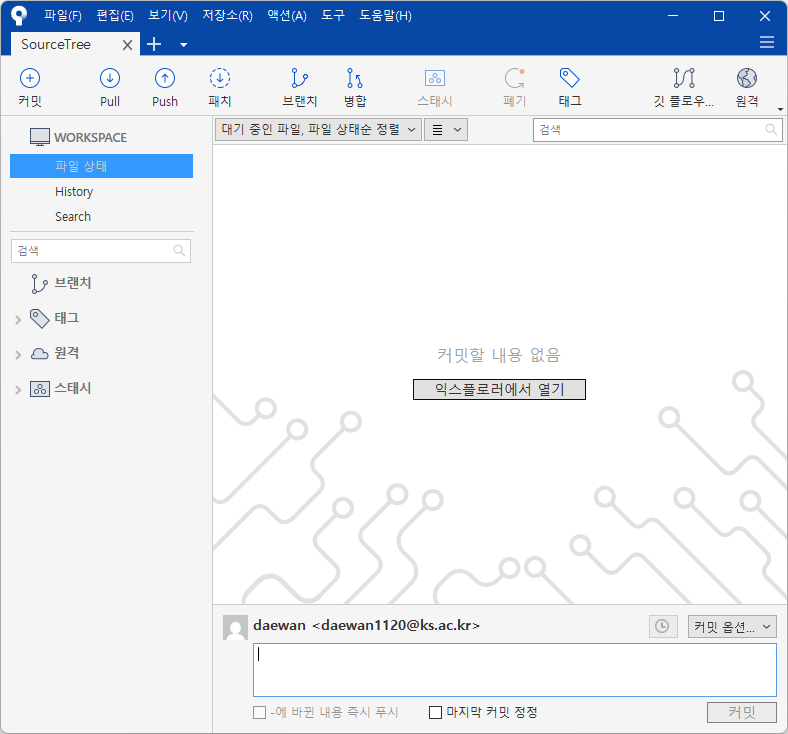 파일(F) 편집(E) 보기(V) 저장소(R) 액션(A) 도구 도움말(H)
SourceTree
커밋 Pull Push 패치 브랜치 병합 스태시 폐기 태그 깃 플로우... 원격
WORKSPACE
파일 상태
History
Search
검색
브랜치
태그
원격
스태시
대기 중인 파일, 파일 상태순 정렬
검색
커밋할 내용 없음
익스플로러에서 열기
daewan <daewan1120@ks.ac.kr>
커밋 옵션...
-에 바뀐 내용 즉시 푸시
마지막 커밋 정정
커밋